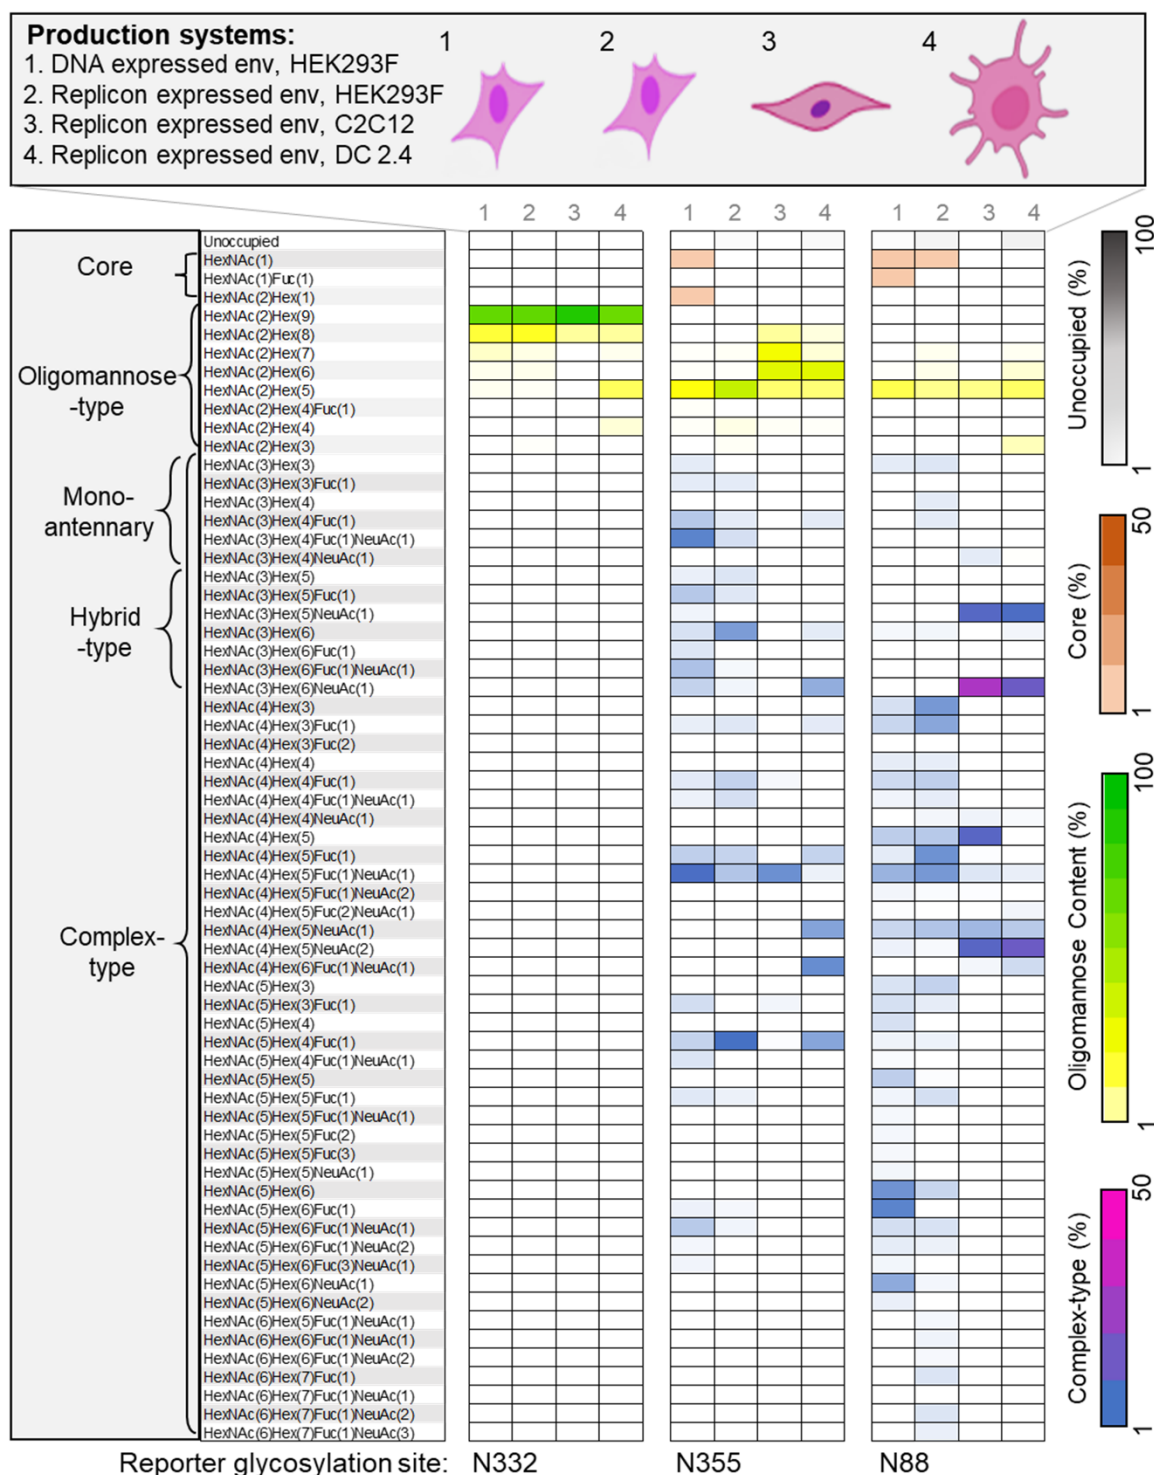 Production systems:
1. DNA expressed env, HEK293F
2. Replicon expressed env, HEK293F
3. Replicon expressed env, C2C12
4. Replicon expressed env, DC 2.4
1 2 3 4
1 2 3 4 1 2 3 4 1 2 3 4
Core
Oligomannose
-type
Mono-
antennary
Hybrid
-type
Complex-
type
Unoccupied
HexNAc(1)
HexNAc(1)Fuc(1)
HexNAc(2)Hex(1)
HexNAc(2)Hex(9)
HexNAc(2)Hex(8)
HexNAc(2)Hex(7)
HexNAc(2)Hex(6)
HexNAc(2)Hex(5)
HexNAc(2)Hex(4)Fuc(1)
HexNAc(2)Hex(4)
HexNAc(2)Hex(3)
HexNAc(3)Hex(3)
HexNAc(3)Hex(3)Fuc(1)
HexNAc(3)Hex(4)
HexNAc(3)Hex(4)Fuc(1)
HexNAc(3)Hex(4)Fuc(1)NeuAc(1)
HexNAc(3)Hex(4)NeuAc(1)
HexNAc(3)Hex(5)
HexNAc(3)Hex(5)Fuc(1)
HexNAc(3)Hex(5)NeuAc(1)
HexNAc(3)Hex(6)
HexNAc(3)Hex(6)Fuc(1)
HexNAc(3)Hex(6)Fuc(1)NeuAc(1)
HexNAc(3)Hex(6)NeuAc(1)
HexNAc(4)Hex(3)
HexNAc(4)Hex(3)Fuc(1)
HexNAc(4)Hex(3)Fuc(2)
HexNAc(4)Hex(4)
HexNAc(4)Hex(4)Fuc(1)
HexNAc(4)Hex(4)Fuc(1)NeuAc(1)
HexNAc(4)Hex(4)NeuAc(1)
HexNAc(4)Hex(5)
HexNAc(4)Hex(5)Fuc(1)
HexNAc(4)Hex(5)Fuc(1)NeuAc(1)
HexNAc(4)Hex(5)Fuc(1)NeuAc(2)
HexNAc(4)Hex(5)Fuc(2)NeuAc(1)
HexNAc(4)Hex(5)NeuAc(1)
HexNAc(4)Hex(5)NeuAc(2)
HexNAc(4)Hex(6)Fuc(1)NeuAc(1)
HexNAc(5)Hex(3)
HexNAc(5)Hex(3)Fuc(1)
HexNAc(5)Hex(4)
HexNAc(5)Hex(4)Fuc(1)
HexNAc(5)Hex(4)Fuc(1)NeuAc(1)
HexNAc(5)Hex(5)
HexNAc(5)Hex(5)Fuc(1)
HexNAc(5)Hex(5)Fuc(1)NeuAc(1)
HexNAc(5)Hex(5)Fuc(2)
HexNAc(5)Hex(5)Fuc(3)
HexNAc(5)Hex(5)NeuAc(1)
HexNAc(5)Hex(6)
HexNAc(5)Hex(6)Fuc(1)
HexNAc(5)Hex(6)Fuc(1)NeuAc(1)
HexNAc(5)Hex(6)Fuc(1)NeuAc(2)
HexNAc(5)Hex(6)Fuc(3)NeuAc(1)
HexNAc(5)Hex(6)NeuAc(1)
HexNAc(5)Hex(6)NeuAc(2)
HexNAc(6)Hex(5)Fuc(1)NeuAc(1)
HexNAc(6)Hex(6)Fuc(1)NeuAc(1)
HexNAc(6)Hex(6)Fuc(1)NeuAc(2)
HexNAc(6)Hex(7)Fuc(1)
HexNAc(6)Hex(7)Fuc(1)NeuAc(1)
HexNAc(6)Hex(7)Fuc(1)NeuAc(2)
HexNAc(6)Hex(7)Fuc(1)NeuAc(3)
Unoccupied (%)
100
1
Core (%)
50
1
Oligomannose Content (%)
100
1
Complex-type (%)
50
1
Reporter glycosylation site: N332 N355 N88